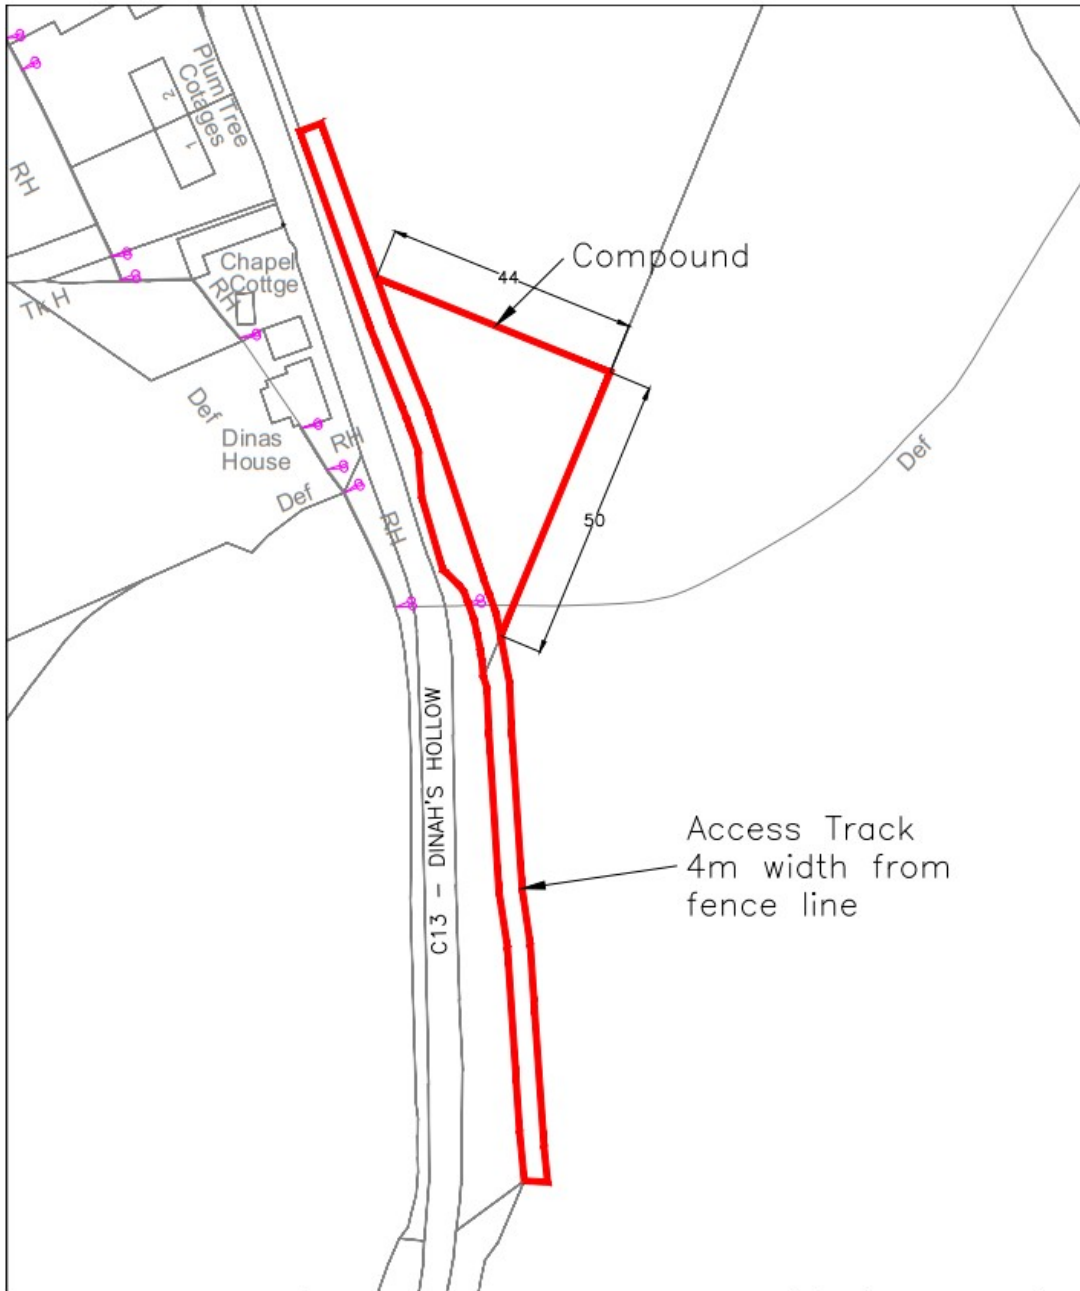 Plum Tree
Cotages
2
1
RH
Chapel
Cottge
RH
Tk H
44
Compound
Def
Dinas
House
RH
Def
RH
50
Def
C13 - DINAH'S HOLLOW
Access Track
4m width from
fence line